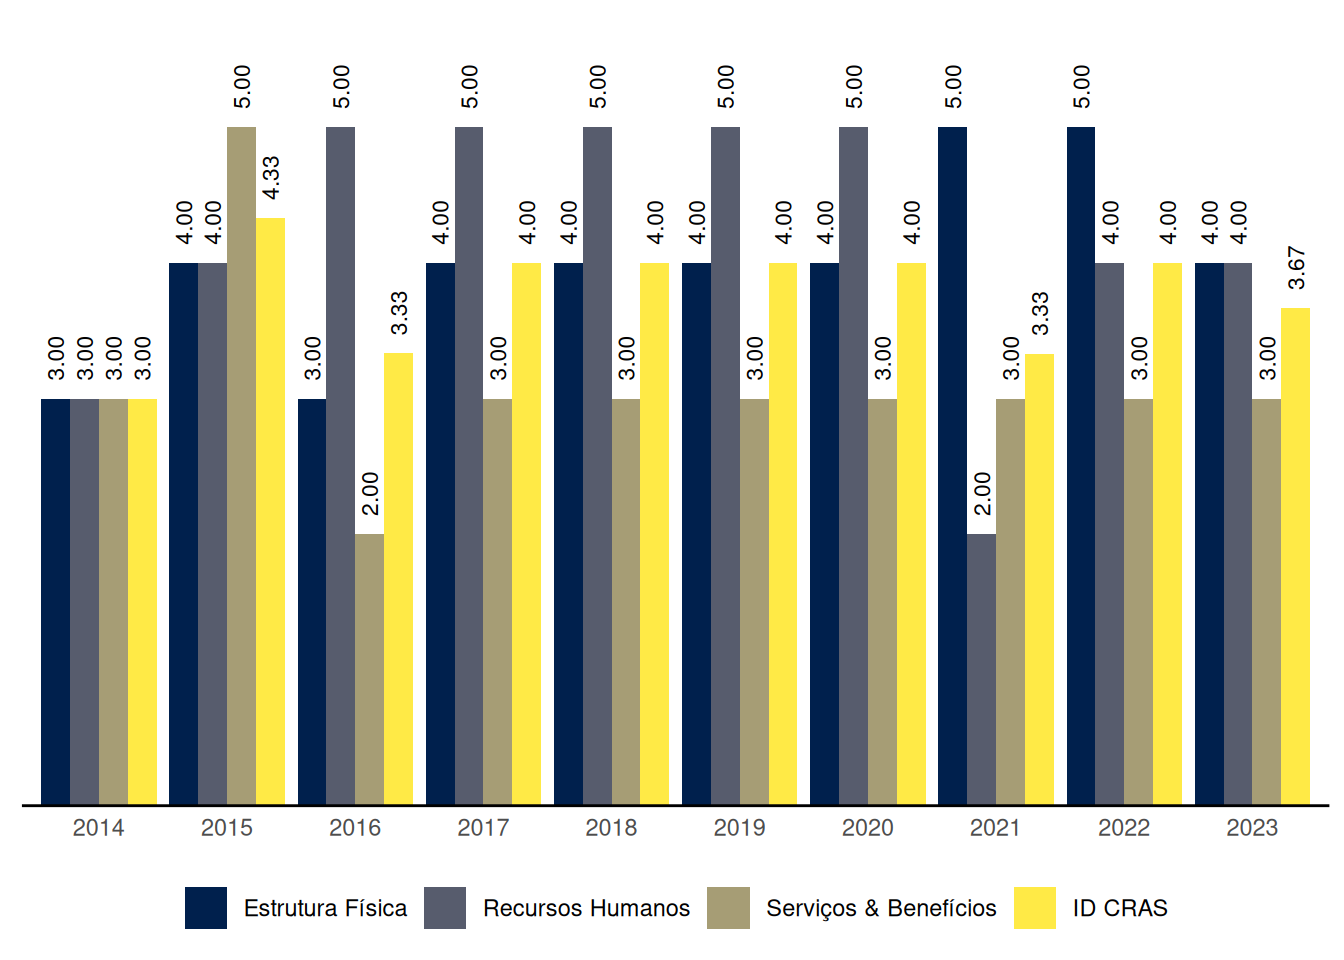 3.00 3.00 3.00 3.00
4.00 4.00 5.00 4.33
3.00 5.00 2.00 3.33
4.00 5.00 3.00 4.00
4.00 5.00 3.00 4.00
4.00 5.00 3.00 4.00
4.00 5.00 3.00 4.00
5.00 2.00 3.00 3.33
5.00 4.00 3.00 4.00
4.00 4.00 3.00 3.67
2014 2015 2016 2017 2018 2019 2020 2021 2022 2023
Estrutura Física Recursos Humanos Serviços & Benefícios ID CRAS